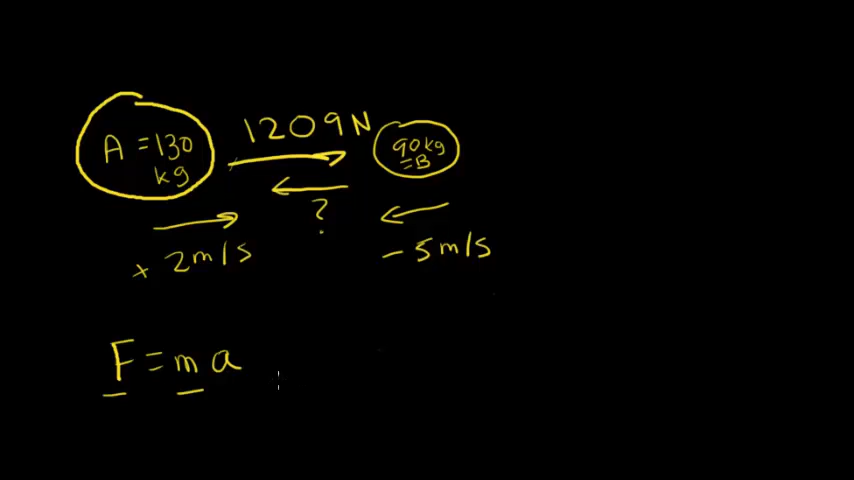 1209N
A = 130
kg
90kg
=B
?
+ 2m/s
- 5m/s
F = ma